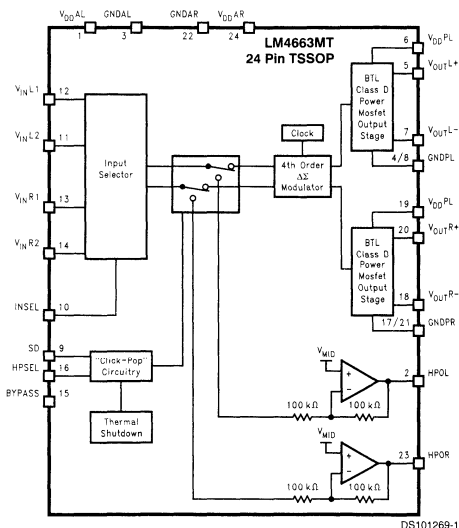 V_DD AL GNDAL GNDAR V_DD AR
1 3 22 24
LM4663MT
24 Pin TSSOP
6 V_DD PL
5 V_OUT L+
BTL
Class D
Power
Mosfet
Output
Stage
7 V_OUT L-
4/8 GNDPL
V_IN L1 12
V_IN L2 11
V_IN R1 13
V_IN R2 14
INSEL 10
Input
Selector
Clock
4th Order
ΔΣ
Modulator
19 V_DD PL
20 V_OUT R+
BTL
Class D
Power
Mosfet
Output
Stage
18 V_OUT R-
17/21 GNDPR
SD 9
HPSEL 16
BYPASS 15
"Click-Pop"
Circuitry
Thermal
Shutdown
V_MID
+
-
2 HPOL
100 kΩ 100 kΩ
V_MID
+
-
23 HPOR
100 kΩ 100 kΩ
DS101269-1